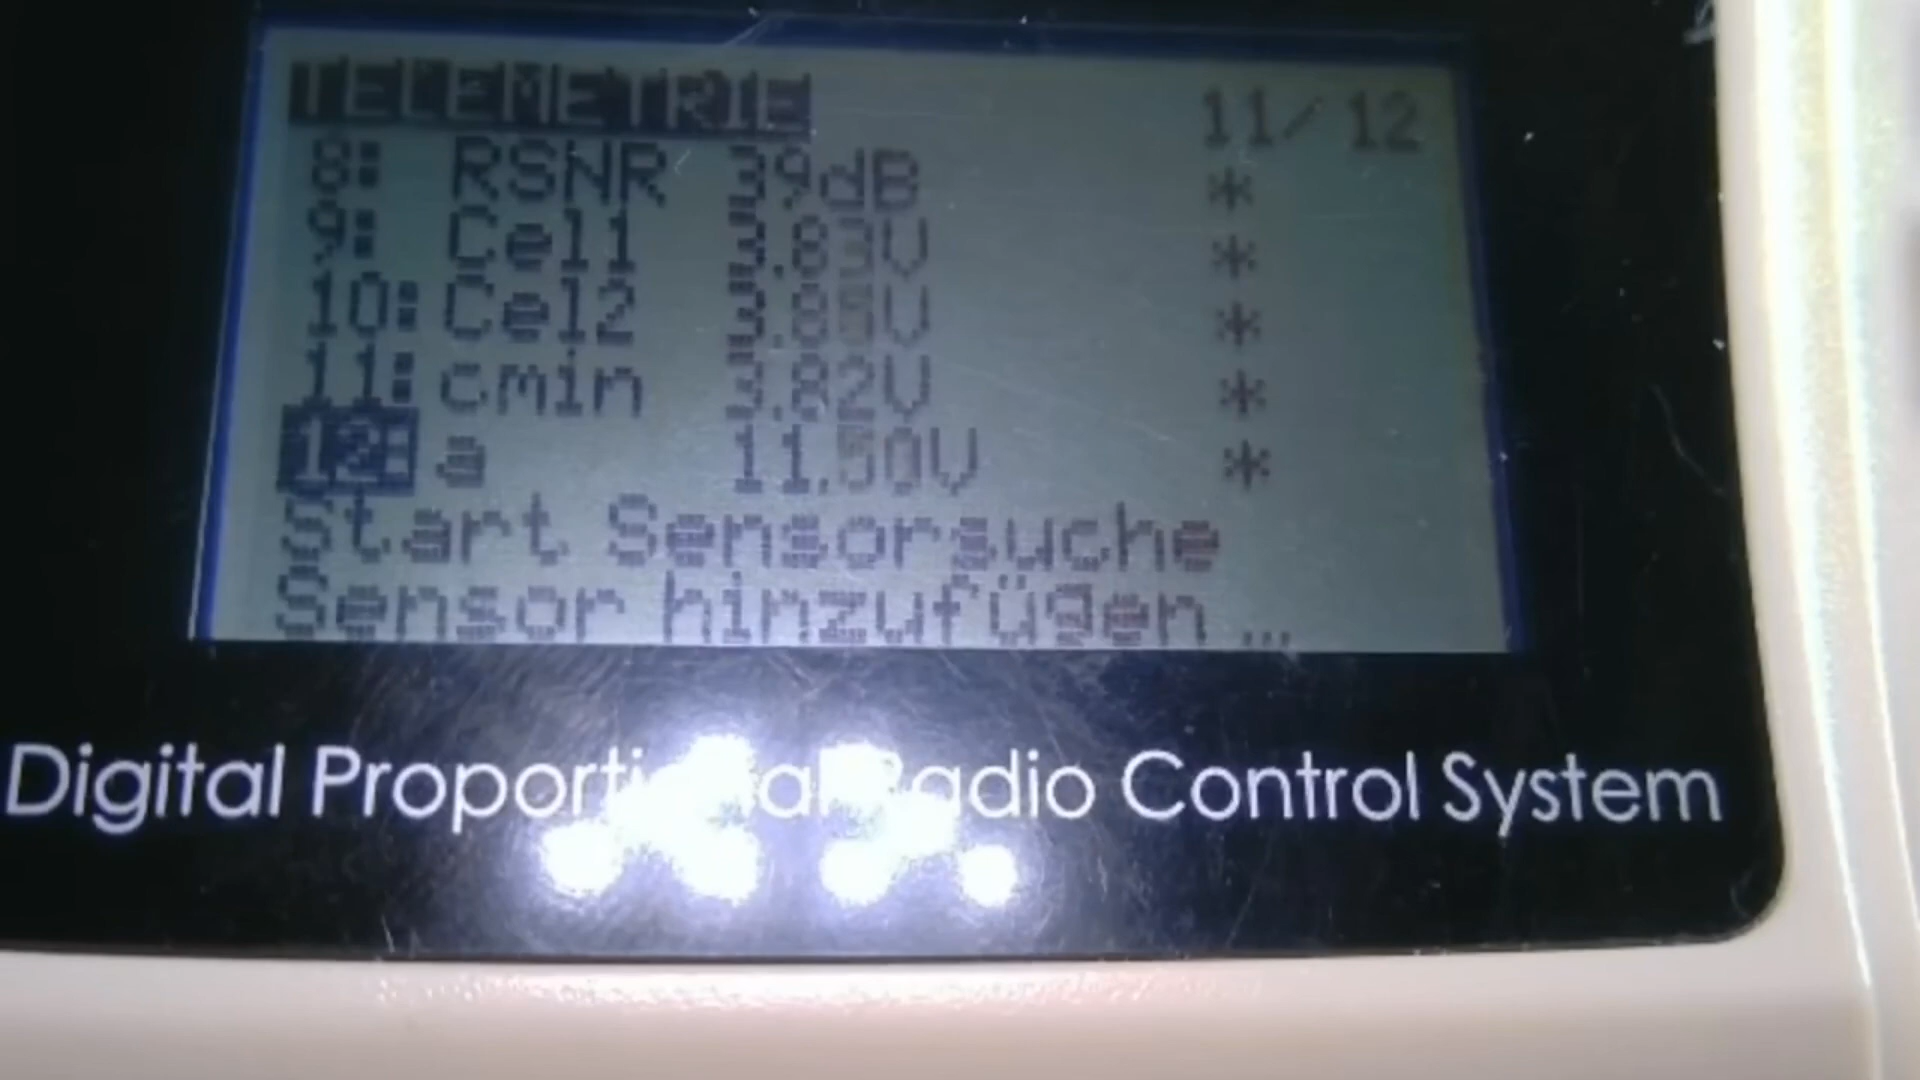 TELEMETRIE 11/12
8: RSNR 39dB *
9: Cel1 3.83V *
10: Cel2 3.85V *
11: cmin 3.82V *
12: a 11.50V *
Start Sensorsuche
Sensor hinzufügen ...
Digital Proportional Radio Control System